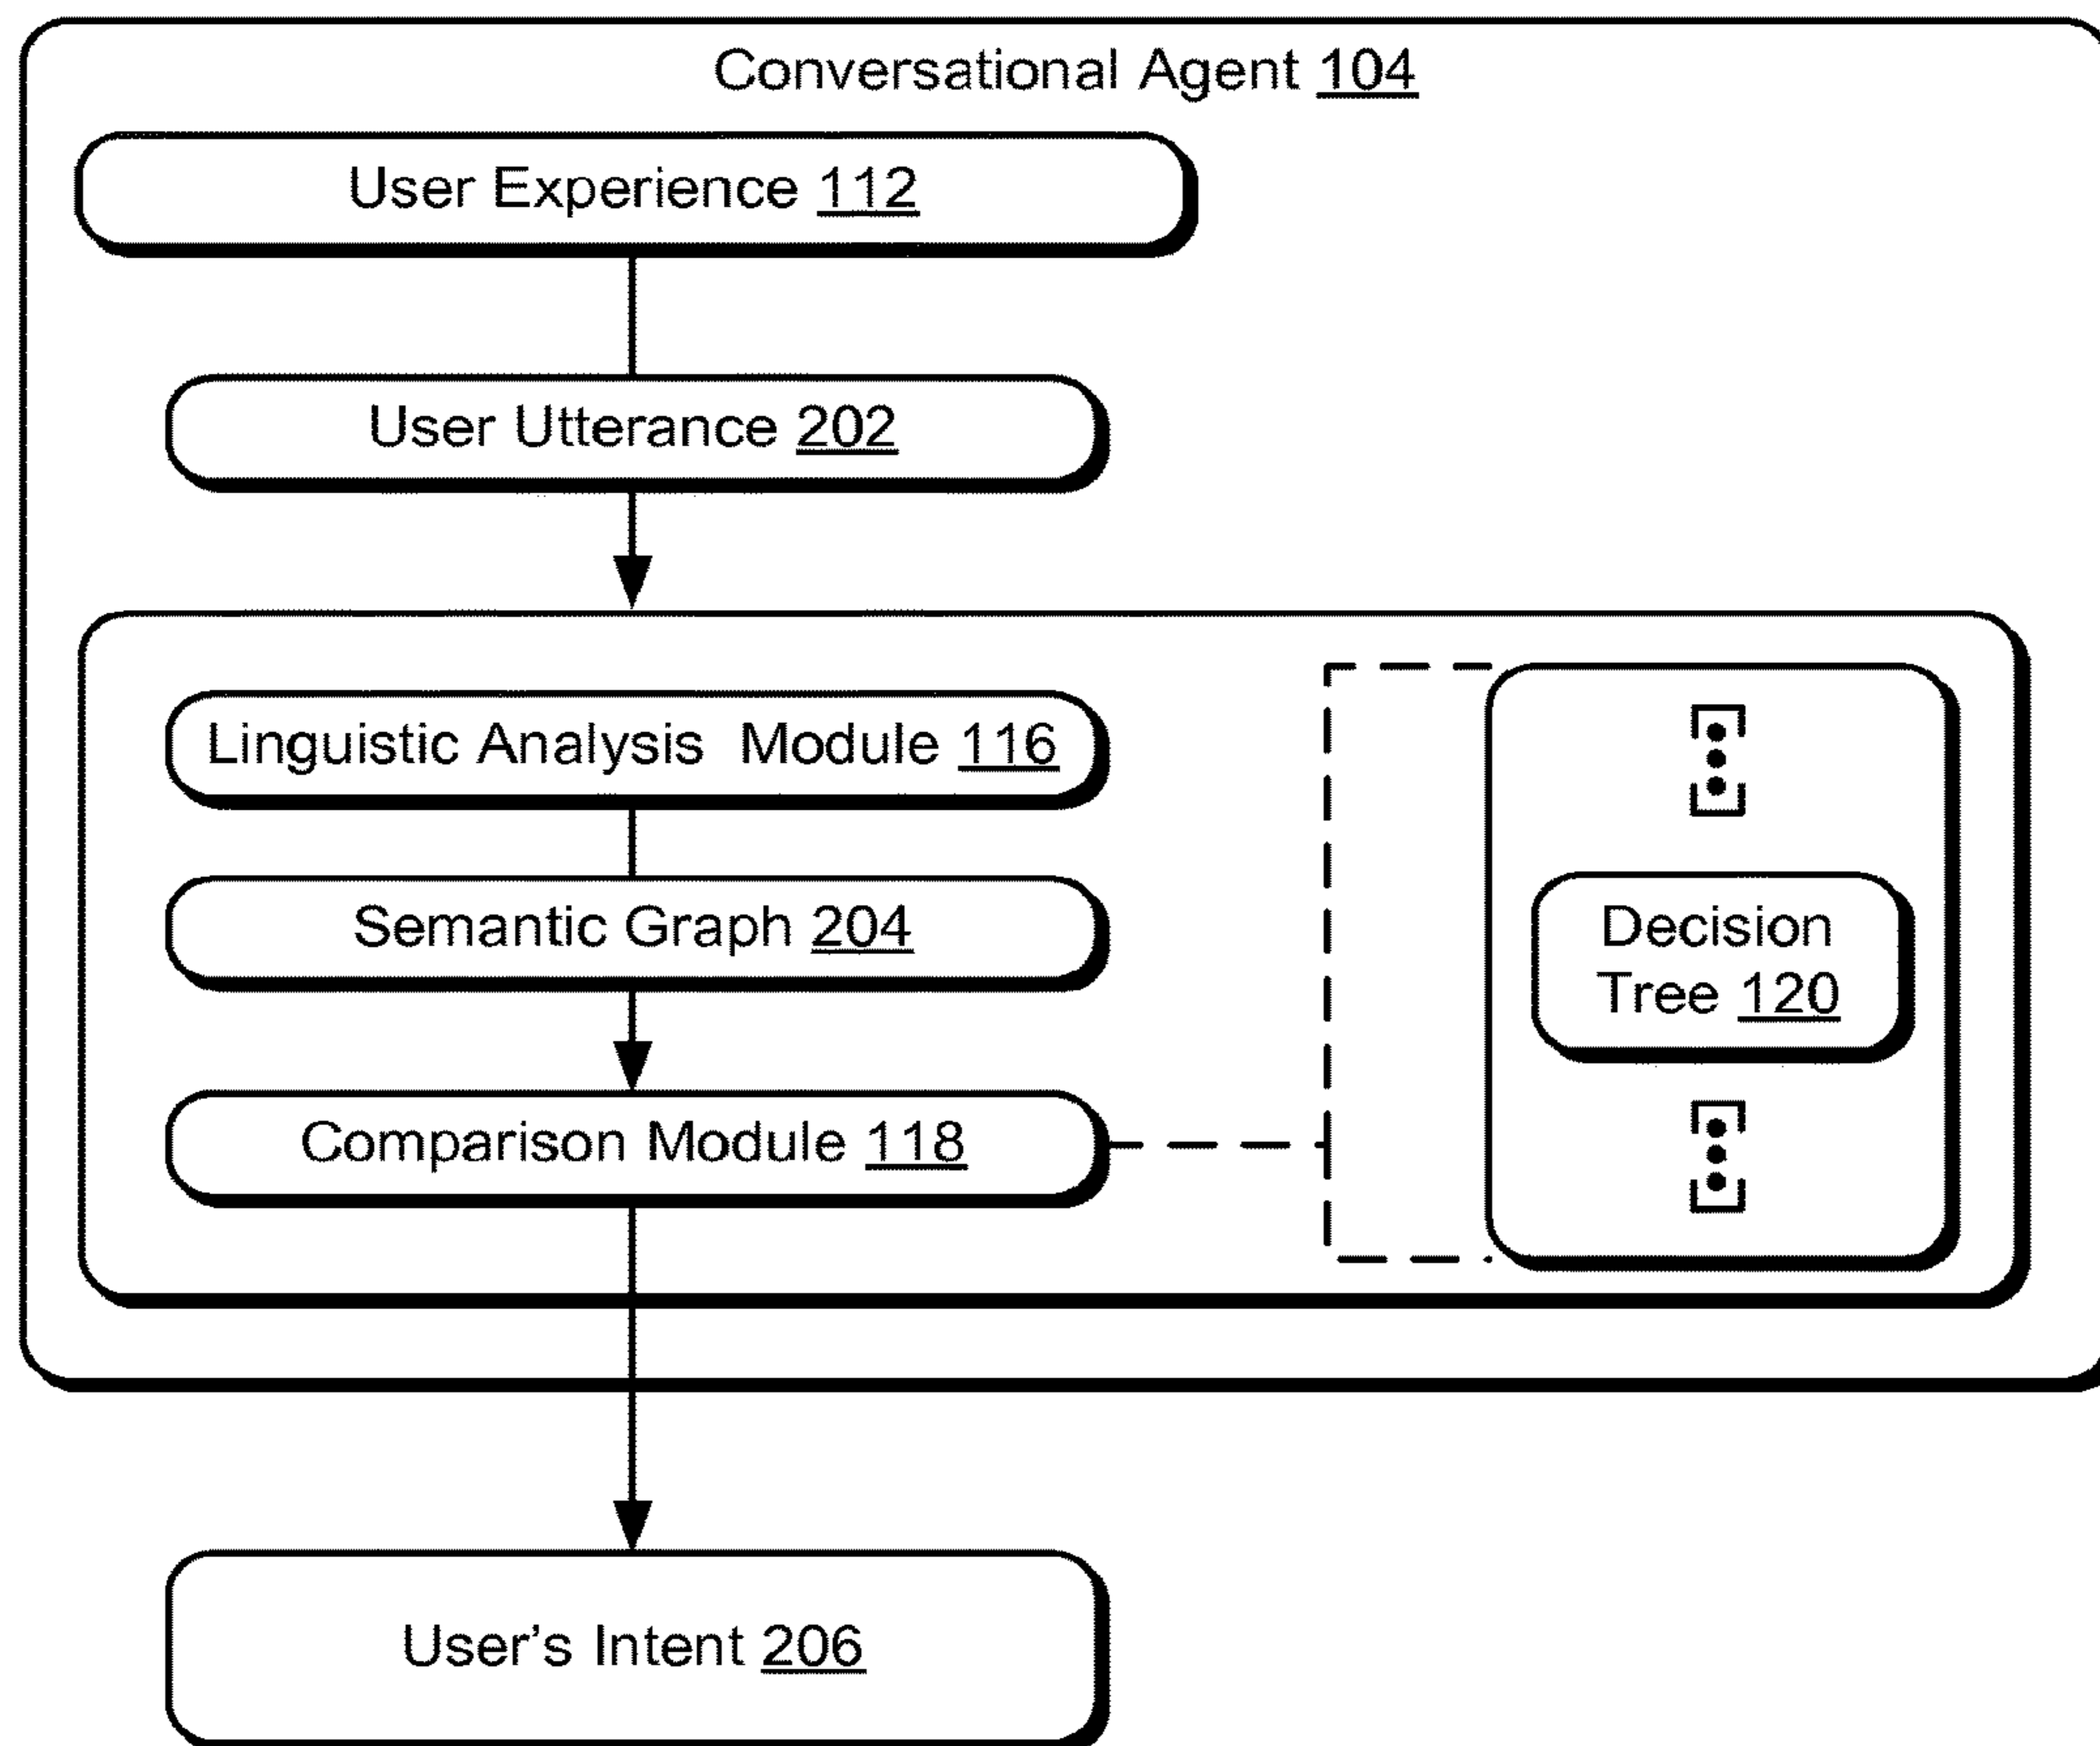 Conversational Agent 104
User Experience 112
User Utterance 202
Linguistic Analysis Module 116
Semantic Graph 204
Comparison Module 118
Decision
Tree 120
User’s Intent 206